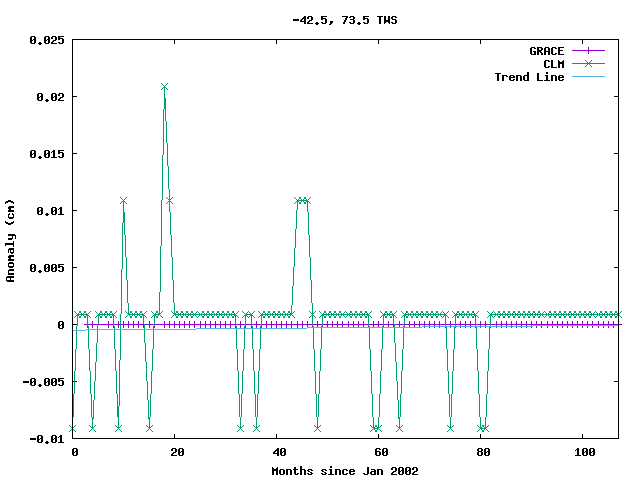 -42.5, 73.5 TWS
GRACE
CLM
Trend Line
0.025
0.02
0.015
0.01
0.005
0
-0.005
-0.01
Anomaly (cm)
0 20 40 60 80 100
Months since Jan 2002